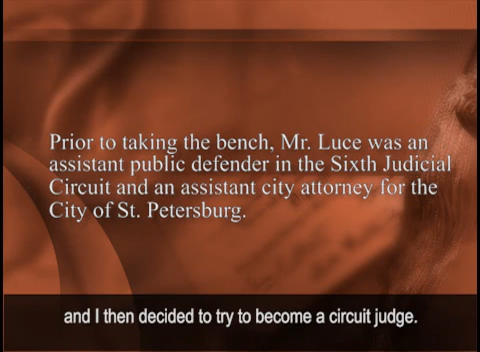 Prior to taking the bench, Mr. Luce was an
assistant public defender in the Sixth Judicial
Circuit and an assistant city attorney for the
City of St. Petersburg.
and I then decided to try to become a circuit judge.